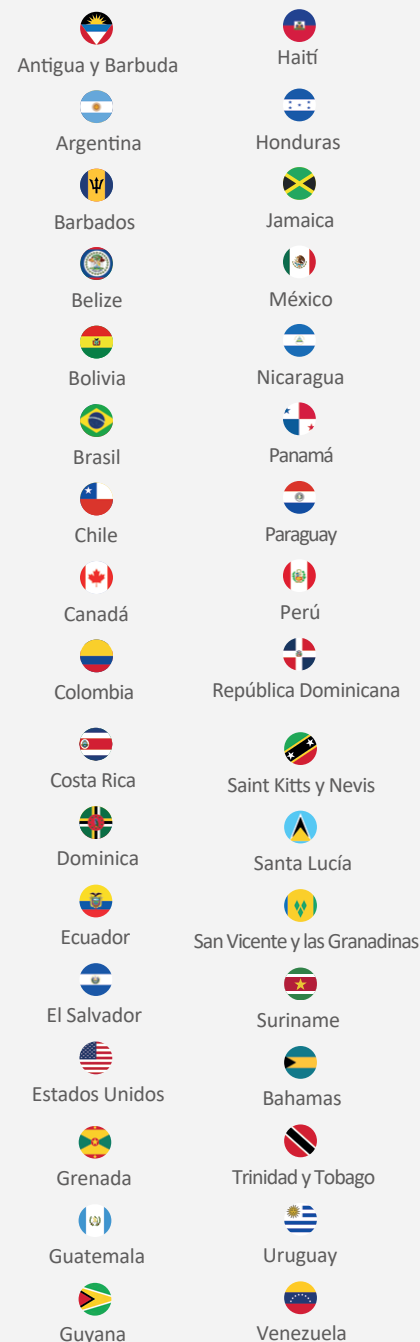 Antigua y Barbuda
Argentina
Barbados
Belize
Bolivia
Brasil
Chile
Canadá
Colombia
Costa Rica
Dominica
Ecuador
El Salvador
Estados Unidos
Grenada
Guatemala
Guyana
Haití
Honduras
Jamaica
México
Nicaragua
Panamá
Paraguay
Perú
República Dominicana
Saint Kitts y Nevis
Santa Lucía
San Vicente y las Granadinas
Suriname
Bahamas
Trinidad y Tobago
Uruguay
Venezuela